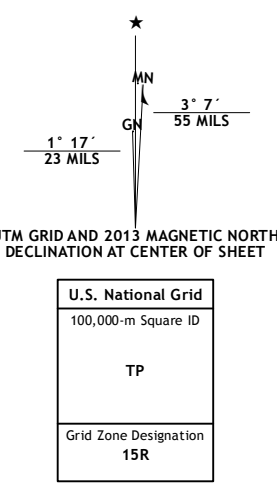 ★
MN
3° 7´
55 MILS
GN
1° 17´
23 MILS
UTM GRID AND 2013 MAGNETIC NORTH
DECLINATION AT CENTER OF SHEET
U.S. National Grid
100,000-m Square ID
TP
Grid Zone Designation
15R